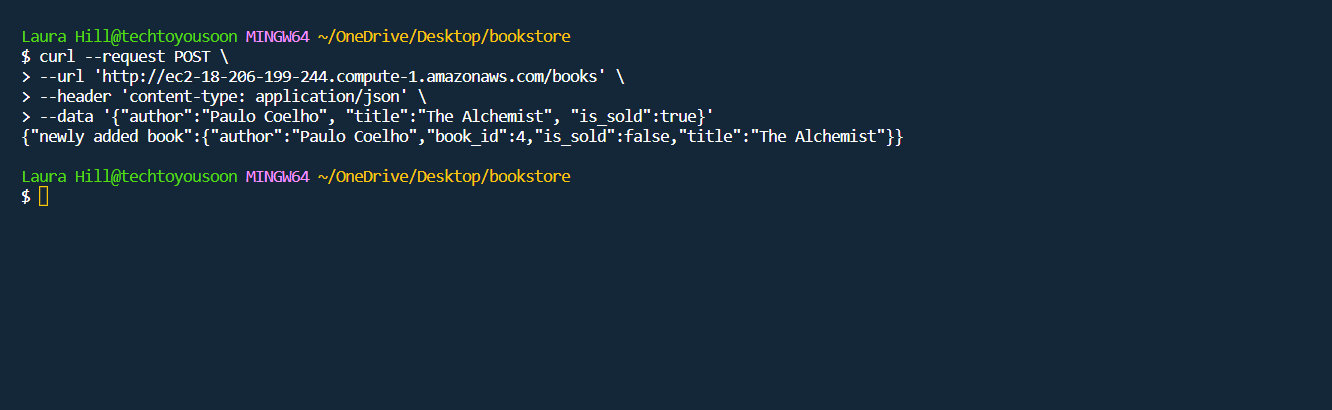 Laura Hill@techtoyousoon MINGW64 ~/OneDrive/Desktop/bookstore
$ curl --request POST \
> --url 'http://ec2-18-206-199-244.compute-1.amazonaws.com/books' \
> --header 'content-type: application/json' \
> --data '{"author":"Paulo Coelho", "title":"The Alchemist", "is_sold":true}'
{"newly added book":{"author":"Paulo Coelho","book_id":4,"is_sold":false,"title":"The Alchemist"}}
Laura Hill@techtoyousoon MINGW64 ~/OneDrive/Desktop/bookstore
$